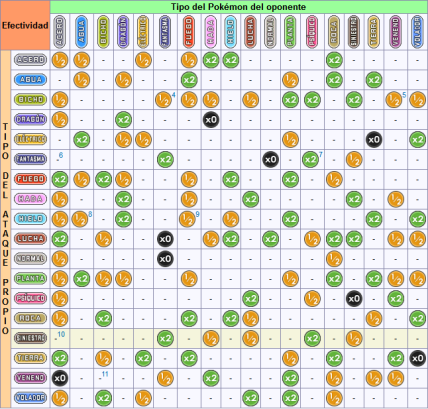 Efectividad
Tipo del Pokémon del oponente
ACERO AGUA BICHO DRAGÓN ELÉCTRICO FANTASMA FUEGO HADA HIELO LUCHA NORMAL PLANTA PSÍQUICO ROCA SINIESTRO TIERRA VENENO VOLADOR
TIPO DEL ATAQUE PROPIO
ACERO ½ ½ - - ½ - ½ x2 x2 - - - - x2 - - - -
AGUA - ½ - ½ - - x2 - - - - ½ - x2 - x2 - -
BICHO ½ - - - - ½ 4 ½ ½ - ½ - x2 x2 - x2 - ½ 5 ½
DRAGÓN ½ - - x2 - - - x0 - - - - - - - - - -
ELÉCTRICO - x2 - ½ ½ - - - - - - ½ - - - x0 - x2
FANTASMA - 6 - - - - x2 - - - - x0 - x2 7 - ½ - - -
FUEGO x2 ½ x2 ½ - - ½ - x2 - - x2 - ½ - - - -
HADA ½ - - x2 - - ½ - - x2 - - - - x2 - ½ -
HIELO ½ ½ 8 - x2 - - ½ 9 - ½ - - x2 - - - x2 - x2
LUCHA x2 - ½ - - x0 - ½ x2 - x2 - ½ x2 x2 - ½ ½
NORMAL ½ - - - - x0 - - - - - - - ½ - - - -
PLANTA ½ x2 ½ ½ - - ½ - - - - ½ - x2 - x2 ½ ½
PSÍQUICO ½ - - - - - - - - x2 - - ½ - x0 - x2 -
ROCA ½ - x2 - - - x2 - x2 ½ - - - - - ½ - x2
SINIESTRO - 10 - - - - x2 - ½ - ½ - - x2 - ½ - - -
TIERRA x2 - ½ - x2 - x2 - - - - ½ - x2 - - x2 x0
VENENO x0 - - 11 - - ½ - x2 - - - x2 - ½ - ½ ½ -
VOLADOR ½ - x2 - ½ - - - - x2 - x2 - ½ - - - -